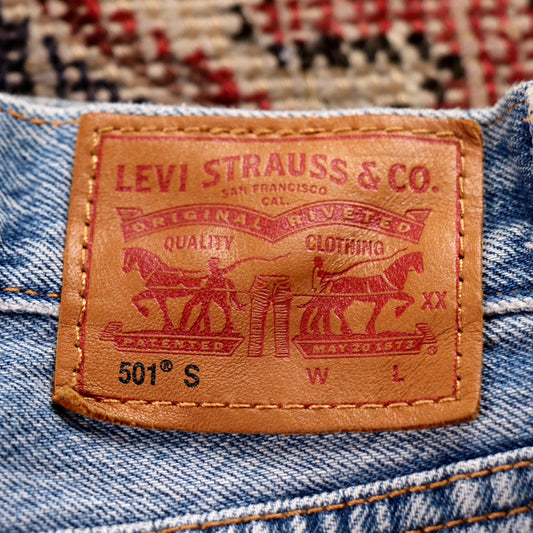 LEVI STRAUSS & CO.
SAN FRANCISCO
CAL.
ORIGINAL RIVETED
QUALITY CLOTHING
XX
PATENTED MAY 20 1873 ®
501® S W L